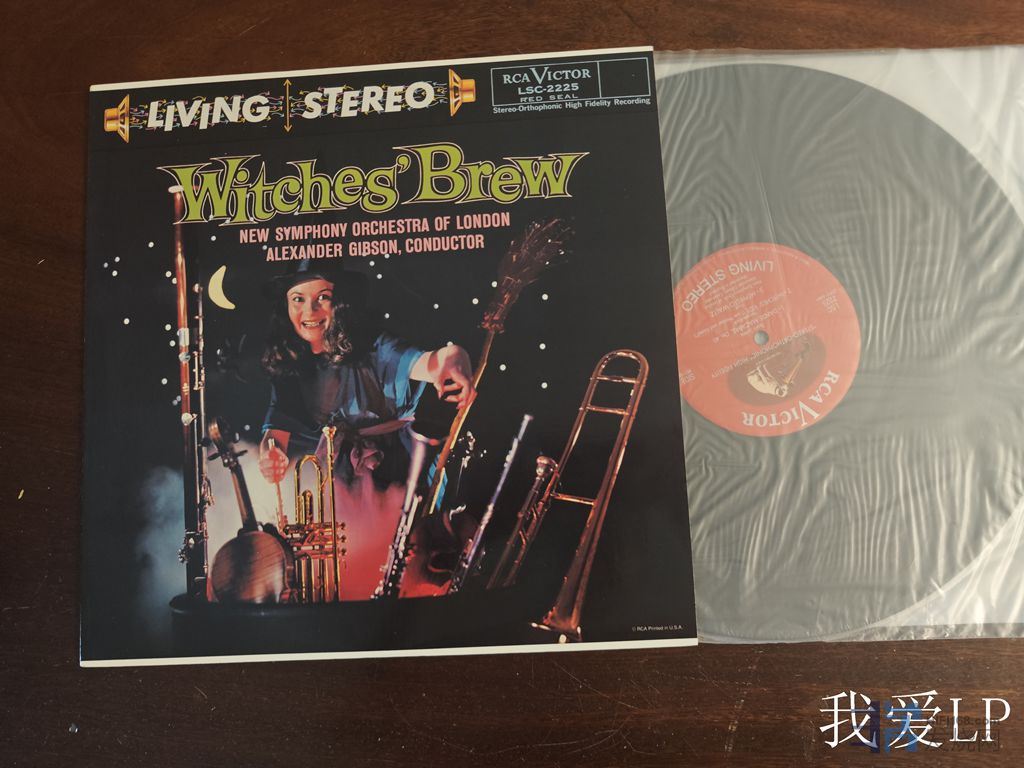 LIVING STEREO
RCA VICTOR
LSC-2225
RED SEAL
Stereo-Orthophonic High Fidelity Recording
Witches' Brew
NEW SYMPHONY ORCHESTRA OF LONDON
ALEXANDER GIBSON, CONDUCTOR
© RCA Printed in U.S.A.
LIVING STEREO
RCA VICTOR
我爱LP